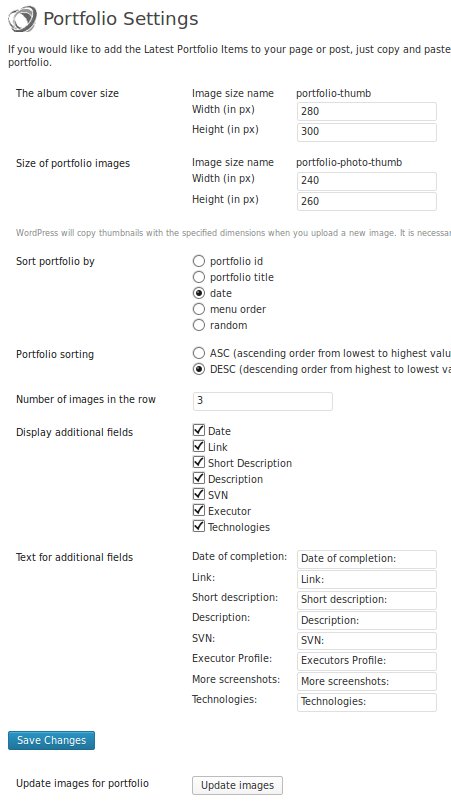 Portfolio Settings
If you would like to add the Latest Portfolio Items to your page or post, just copy and paste
portfolio.
The album cover size Image size name portfolio-thumb
Width (in px) 280
Height (in px) 300
Size of portfolio images Image size name portfolio-photo-thumb
Width (in px) 240
Height (in px) 260
WordPress will copy thumbnails with the specified dimensions when you upload a new image. It is necessar
Sort portfolio by portfolio id
portfolio title
date
menu order
random
Portfolio sorting ASC (ascending order from lowest to highest valu
DESC (descending order from highest to lowest va
Number of images in the row 3
Display additional fields Date
Link
Short Description
Description
SVN
Executor
Technologies
Text for additional fields Date of completion: Date of completion:
Link: Link:
Short description: Short description:
Description: Description:
SVN: SVN:
Executor Profile: Executors Profile:
More screenshots: More screenshots:
Technologies: Technologies:
Save Changes
Update images for portfolio Update images